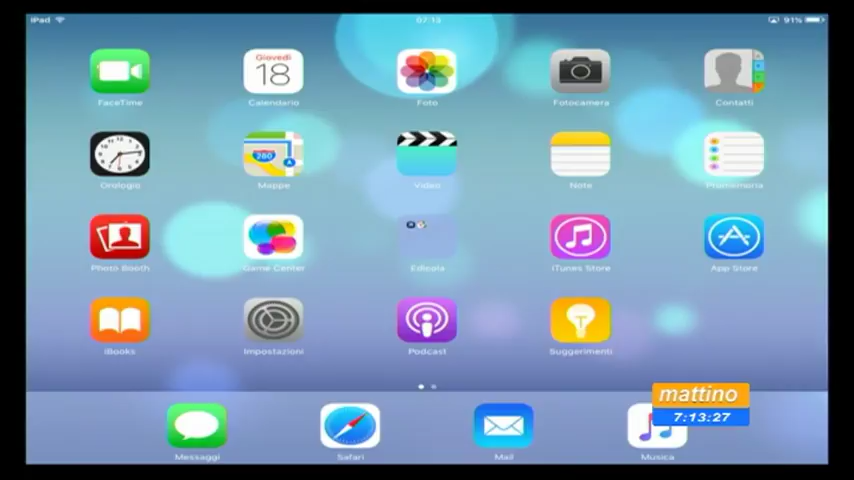 iPad 07:13 91%
Giovedì
18
FaceTime Calendario Foto Fotocamera Contatti
280
Orologio Mappe Video Note Promemoria
Photo Booth Game Center Edicola iTunes Store App Store
iBooks Impostazioni Podcast Suggerimenti
mattino
7:13:27
Messaggi Safari Mail Musica